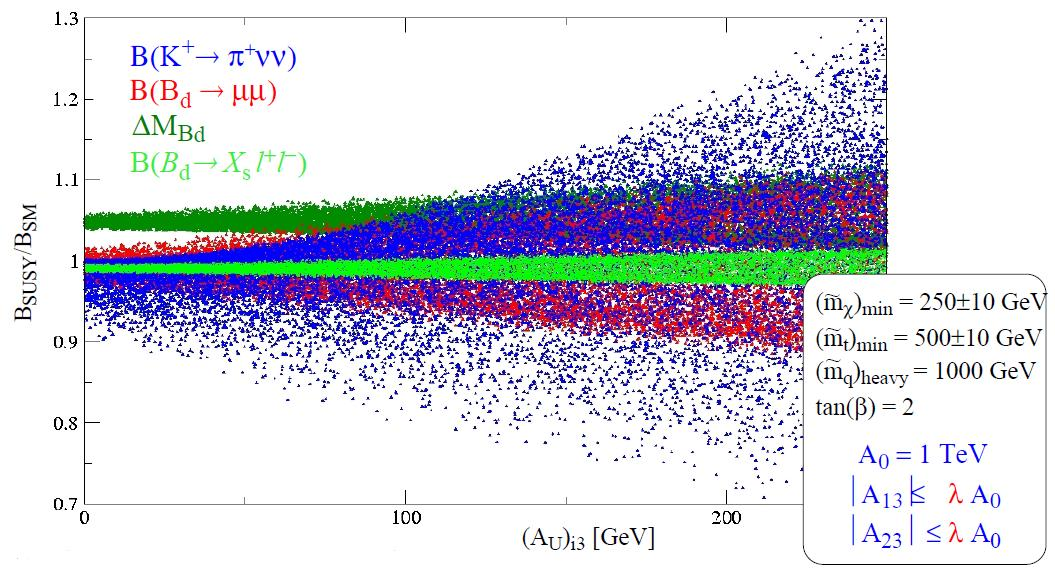 1.3
B(K⁺→ π⁺νν)
B(B_d → μμ)
ΔM_Bd
B(B_d→X_s l⁺l⁻)
1.2
1.1
1
0.9
0.8
0.7
B_SUSY/B_SM
0
100
200
(A_U)_i3 [GeV]
(m̃_χ)_min = 250±10 GeV
(m̃_t)_min = 500±10 GeV
(m̃_q)_heavy = 1000 GeV
tan(β) = 2
A_0 = 1 TeV
|A_13| ≤ λ A_0
|A_23| ≤ λ A_0